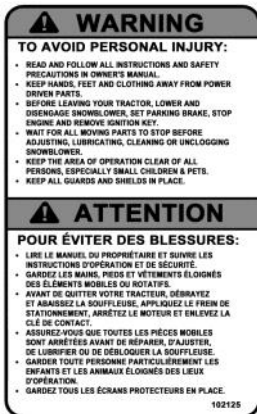 WARNING
TO AVOID PERSONAL INJURY:
• READ AND FOLLOW ALL INSTRUCTIONS AND SAFETY
PRECAUTIONS IN OWNER'S MANUAL.
• KEEP HANDS, FEET AND CLOTHING AWAY FROM POWER
DRIVEN PARTS.
• BEFORE LEAVING YOUR TRACTOR, LOWER AND
DISENGAGE SNOWBLOWER, SET PARKING BRAKE, STOP
ENGINE AND REMOVE IGNITION KEY.
• WAIT FOR ALL MOVING PARTS TO STOP BEFORE
ADJUSTING, LUBRICATING, CLEANING OR UNCLOGGING
SNOWBLOWER.
• KEEP THE AREA OF OPERATION CLEAR OF ALL
PERSONS, ESPECIALLY SMALL CHILDREN & PETS.
• KEEP ALL GUARDS AND SHIELDS IN PLACE.
ATTENTION
POUR ÉVITER DES BLESSURES:
• LIRE LE MANUEL DU PROPRIÉTAIRE ET SUIVRE LES
INSTRUCTIONS D'OPÉRATION ET DE SÉCURITÉ.
• GARDEZ LES MAINS, PIEDS ET VÊTEMENTS ÉLOIGNÉS
DES ÉLÉMENTS MOBILES OU ROTATIFS.
• AVANT DE QUITTER VOTRE TRACTEUR, DÉBRAYEZ
ET ABAISSEZ LA SOUFFLEUSE, APPLIQUEZ LE FREIN DE
STATIONNEMENT, ARRÊTEZ LE MOTEUR ET ENLEVEZ LA
CLÉ DE CONTACT.
• ASSUREZ-VOUS QUE TOUTES LES PIÈCES MOBILES
SONT ARRÊTÉES AVANT DE RÉPARER, D'AJUSTER,
DE LUBRIFIER OU DE DÉBLOQUER LA SOUFFLEUSE.
• GARDER TOUTE PERSONNE PARTICULIÈREMENT LES
ENFANTS ET LES ANIMAUX ÉLOIGNÉS DES LIEUX
D'OPÉRATION.
• GARDEZ TOUS LES ÉCRANS PROTECTEURS EN PLACE.
102125